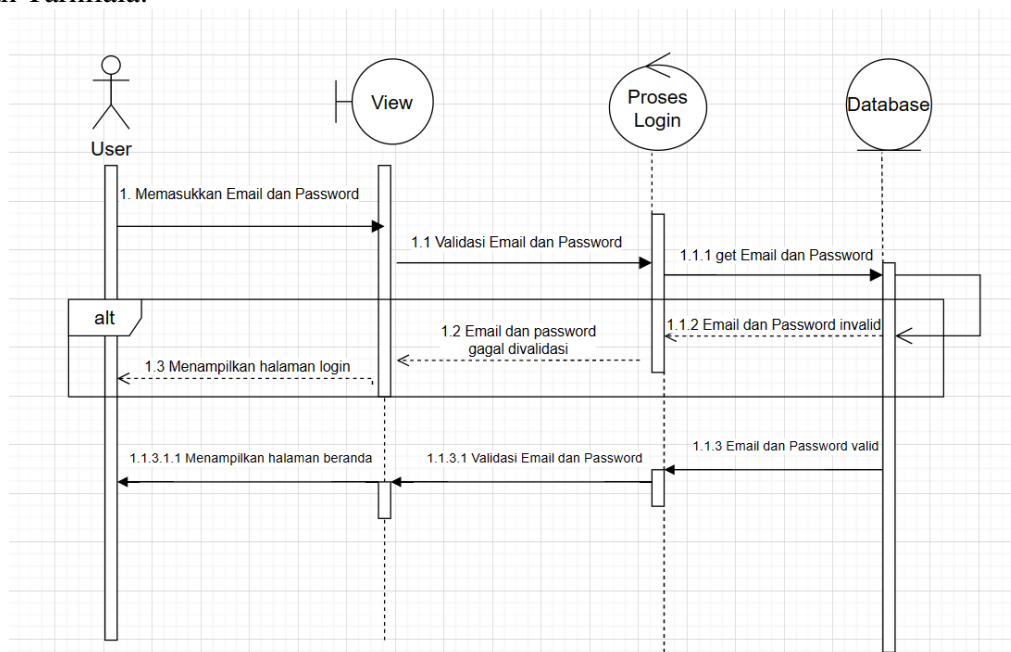 User
View
Proses
Login
Database
1. Memasukkan Email dan Password
1.1 Validasi Email dan Password
1.1.1 get Email dan Password
alt
1.1.2 Email dan Password invalid
1.2 Email dan password
gagal divalidasi
1.3 Menampilkan halaman login
1.1.3 Email dan Password valid
1.1.3.1 Validasi Email dan Password
1.1.3.1.1 Menampilkan halaman beranda